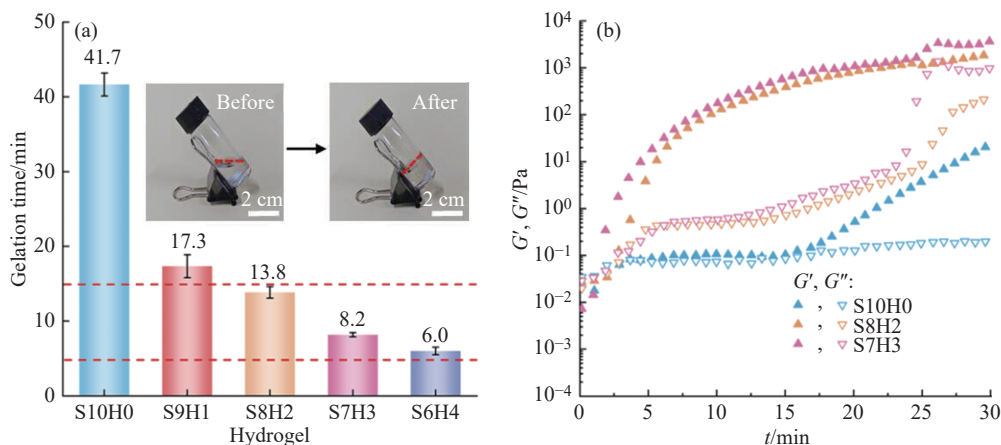 (a)
50
40
30
20
10
0
Gelation time/min
41.7
17.3
13.8
8.2
6.0
Before
After
2 cm
2 cm
S10H0 S9H1 S8H2 S7H3 S6H4
Hydrogel
(b)
10⁴
10³
10²
10¹
10⁰
10⁻¹
10⁻²
10⁻³
10⁻⁴
G′, G″/Pa
G′, G″:
, S10H0
, S8H2
, S7H3
0 5 10 15 20 25 30
t/min